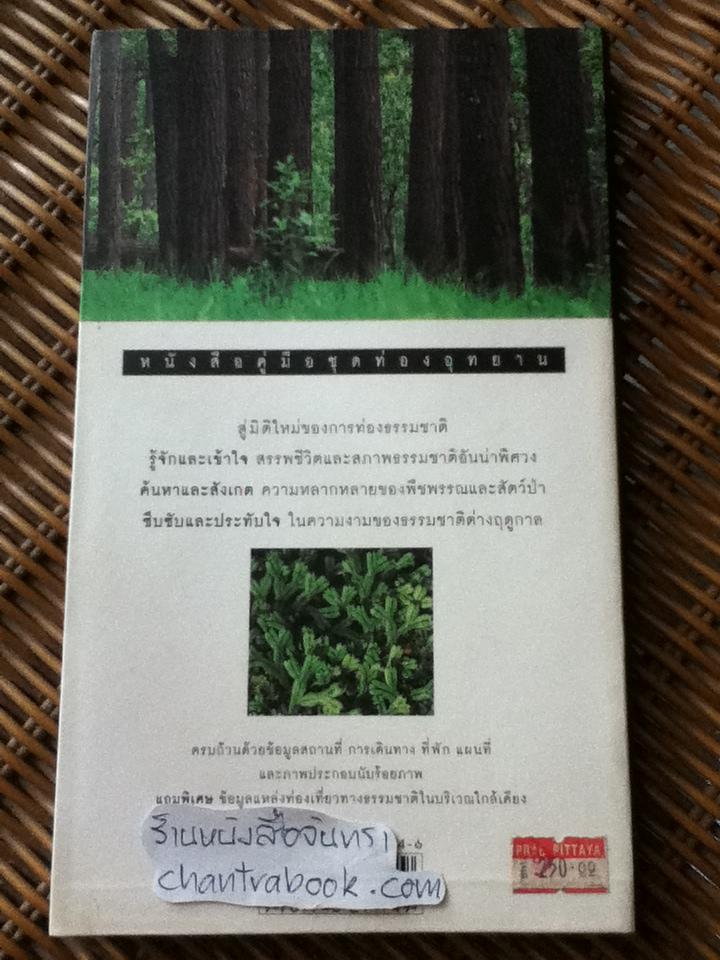 หนังสือคู่มือชุดท่องอุทยาน
สู่มิติใหม่ของการท่องธรรมชาติ
รู้จักและเข้าใจ สรรพชีวิตและสภาพธรรมชาติอันน่าพิศวง
ค้นหาและสังเกต ความหลากหลายของพืชพรรณและสัตว์ป่า
ซึบซับและประทับใจ ในความงามของธรรมชาติต่างฤดูกาล
ครบถ้วนด้วยข้อมูลสถานที่ การเดินทาง ที่พัก แผนที่
และภาพประกอบนับร้อยภาพ
แถมพิเศษ ข้อมูลแหล่งท่องเที่ยวทางธรรมชาติในบริเวณใกล้เคียง
ร้านหนังสือจันทรา
chantrabook.com
4-6
PRAE PITTAYA
250.00